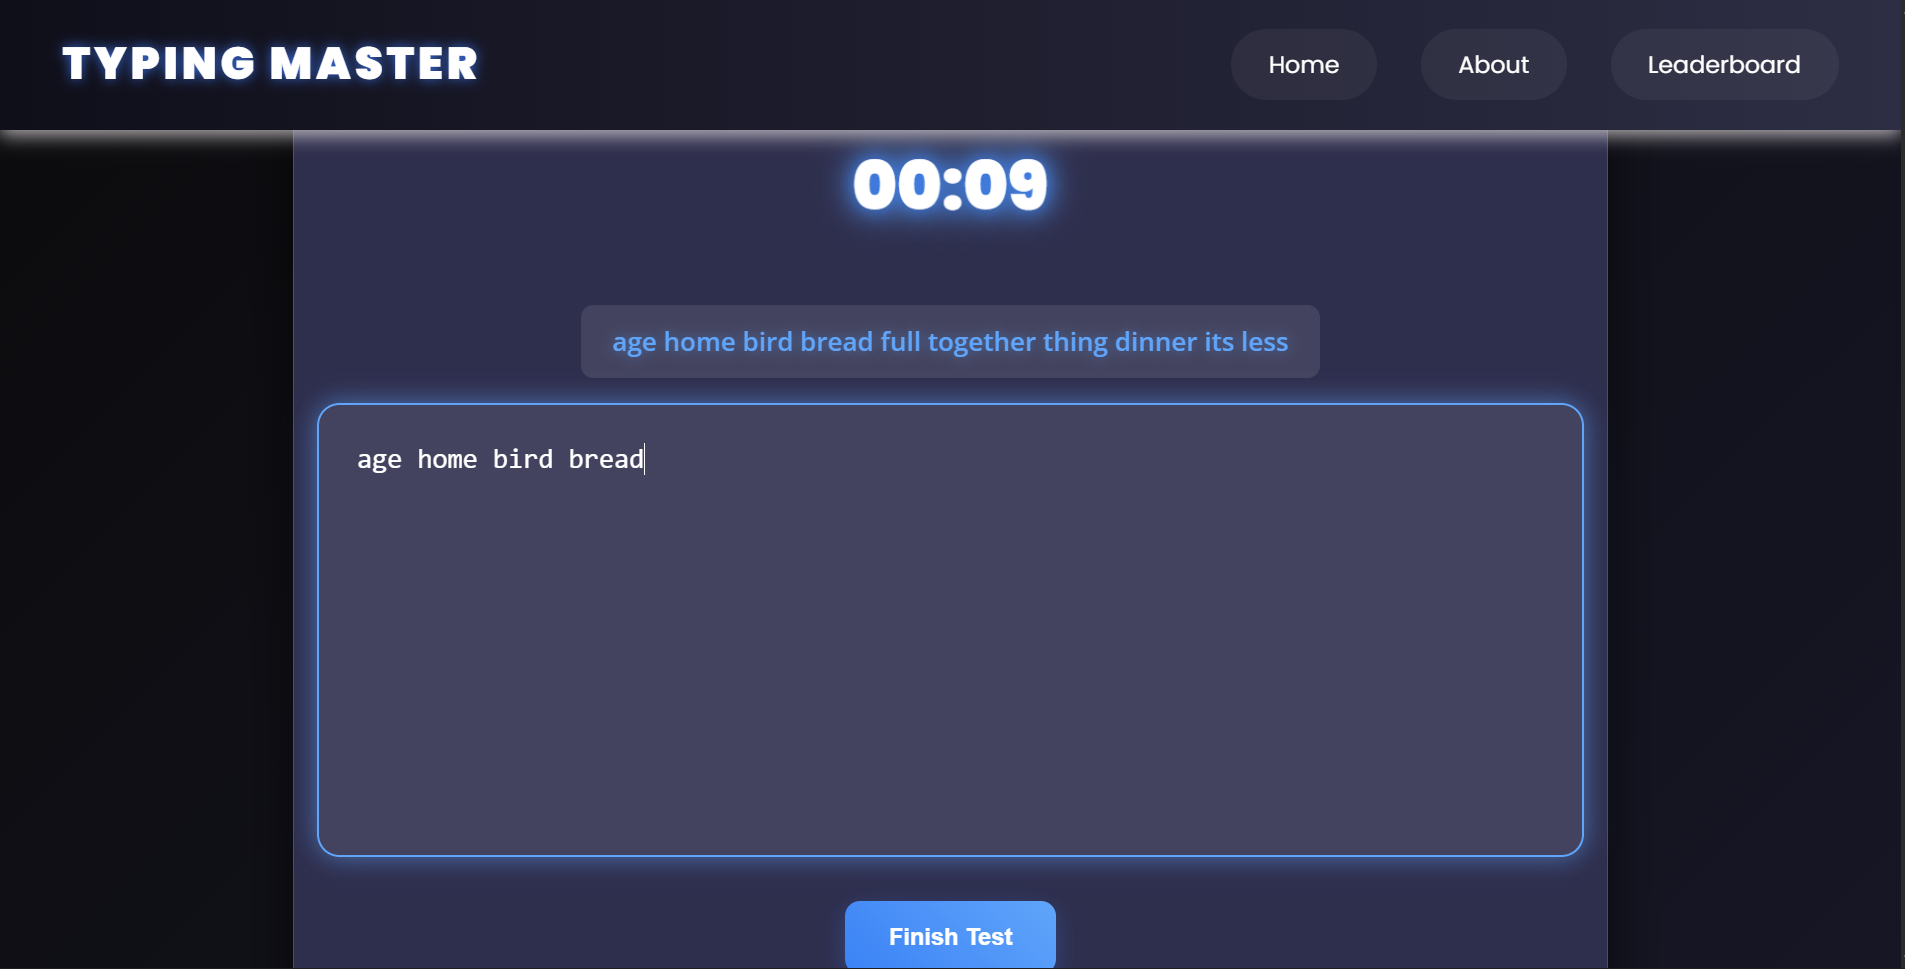 TYPING MASTER
Home About Leaderboard
00:09
age home bird bread full together thing dinner its less
age home bird bread
Finish Test